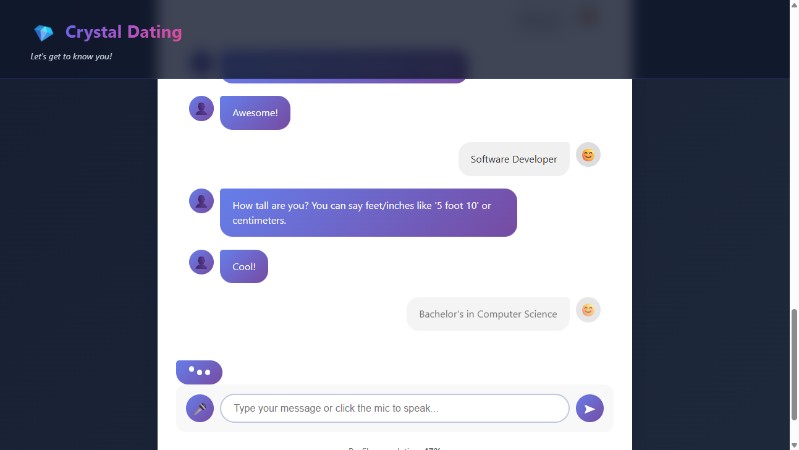 Crystal Dating
Let's get to know you!
Awesome!
Software Developer
How tall are you? You can say feet/inches like '5 foot 10' or
centimeters.
Cool!
Bachelor's in Computer Science
Type your message or click the mic to speak...